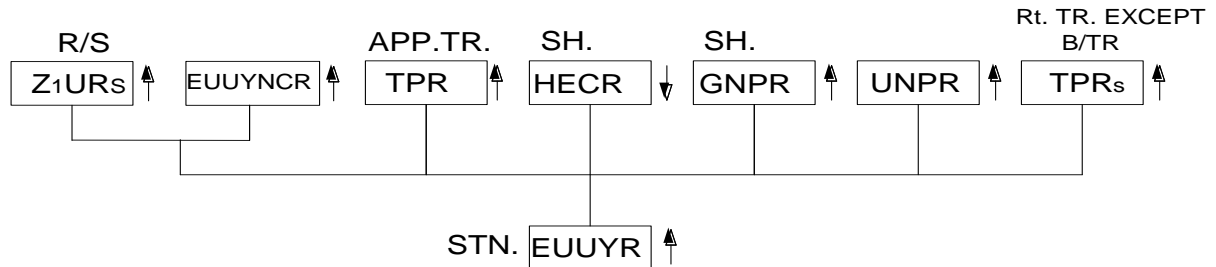 Rt. TR. EXCEPT
B/TR
R/S
APP.TR.
SH.
SH.
Z1URs
EUUYNCR
TPR
HECR
GNPR
UNPR
TPRs
STN.
EUUYR